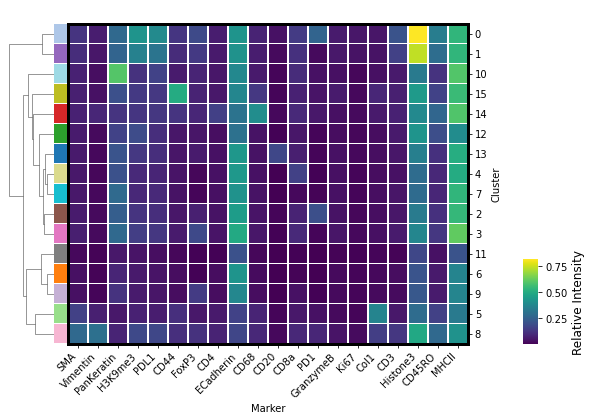 0
1
10
15
14
12
13
4
7
2
3
11
6
9
5
8
Cluster
SMA
Vimentin
PanKeratin
H3K9me3
PDL1
CD44
FoxP3
CD4
ECadherin
CD68
CD20
CD8a
PD1
GranzymeB
Ki67
Col1
CD3
Histone3
CD45RO
MHCII
Marker
0.75
0.50
0.25
Relative Intensity